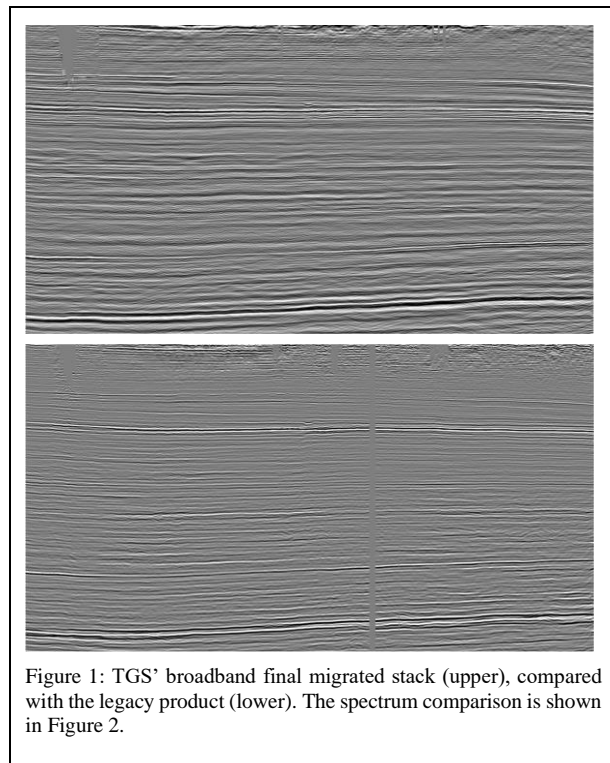 Figure 1: TGS' broadband final migrated stack (upper), compared
with the legacy product (lower). The spectrum comparison is shown
in Figure 2.